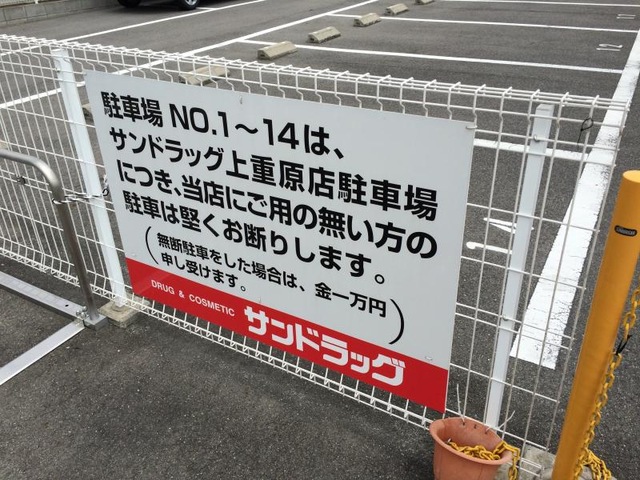 駐車場 NO.1～14は、
サンドラッグ上重原店駐車場
につき、当店にご用の無い方の
駐車は堅くお断りします。
(無断駐車をした場合は、金一万円
申し受けます。)
DRUG & COSMETIC サンドラッグ
12
14